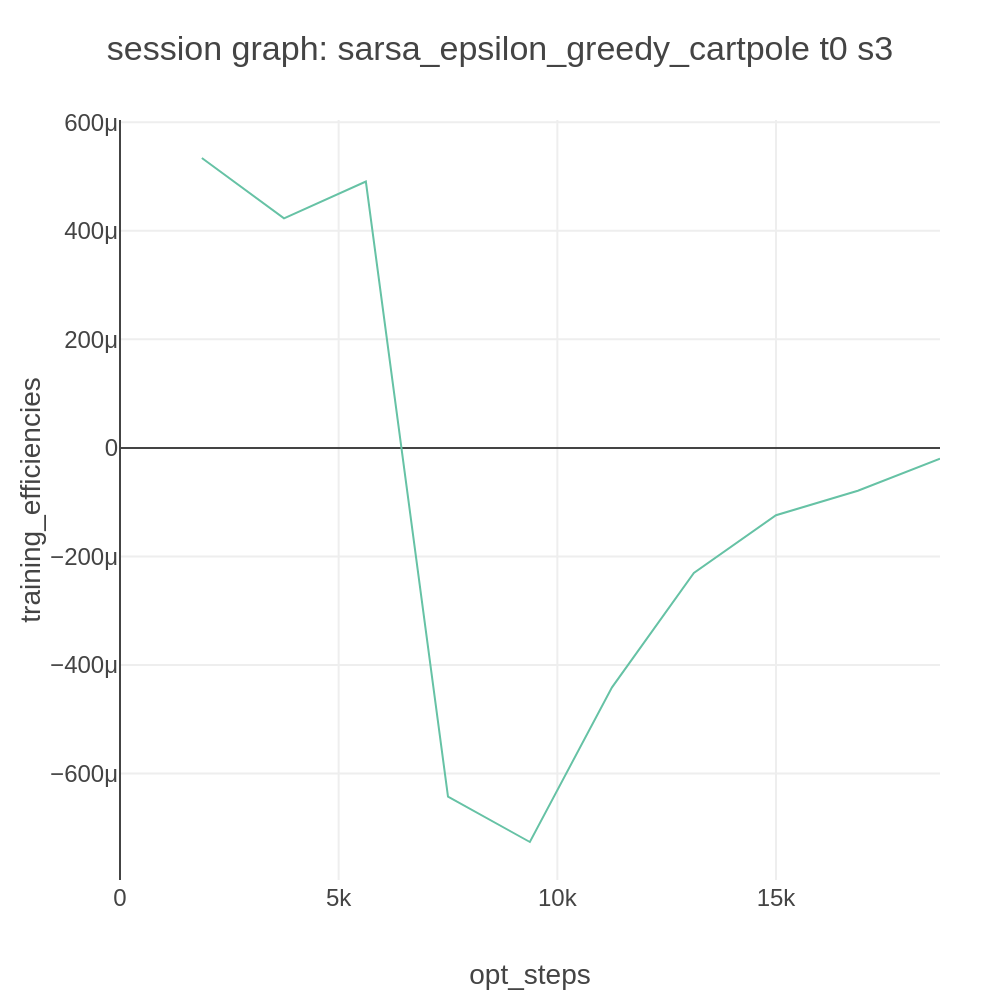 session graph: sarsa_epsilon_greedy_cartpole t0 s3
600μ
400μ
200μ
0
−200μ
−400μ
−600μ
training_efficiencies
0 5k 10k 15k
opt_steps